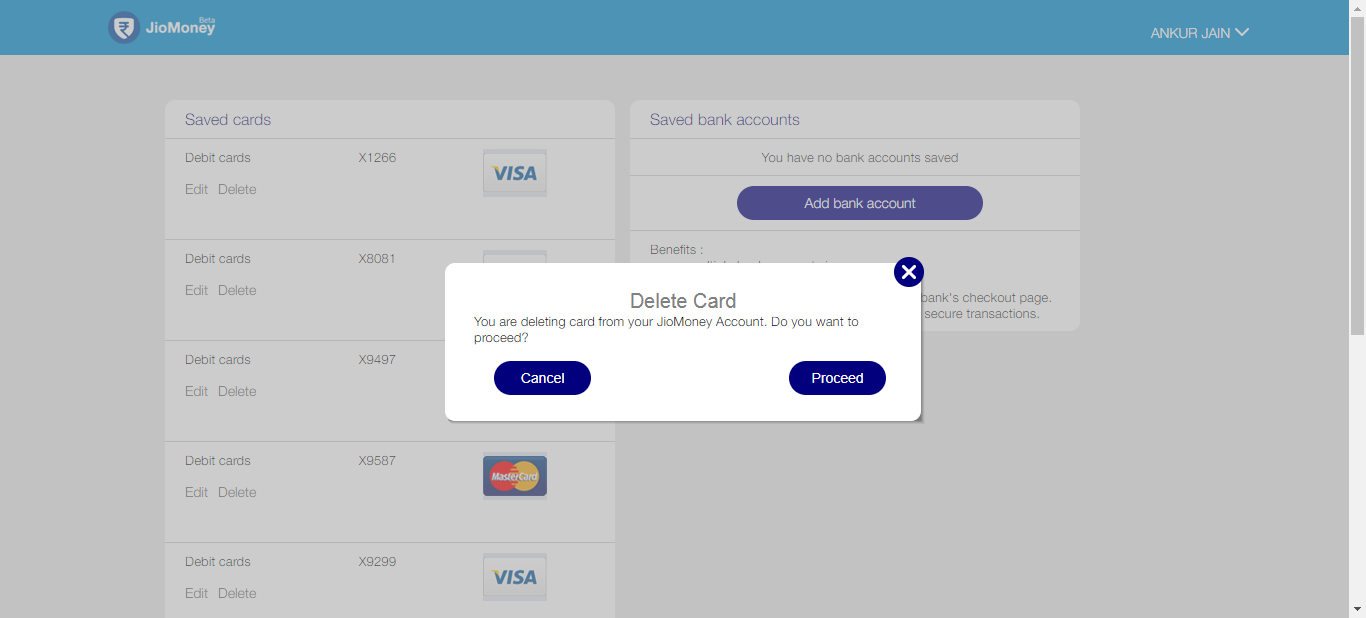 Beta
JioMoney
ANKUR JAIN
Saved cards
Debit cards X1266
VISA
Edit Delete
Debit cards X8081
Edit Delete
Debit cards X9497
Edit Delete
Debit cards X9587
MasterCard
Edit Delete
Debit cards X9299
VISA
Edit Delete
Saved bank accounts
You have no bank accounts saved
Add bank account
Benefits :
bank's checkout page.
secure transactions.
Delete Card
You are deleting card from your JioMoney Account. Do you want to
proceed?
Cancel Proceed